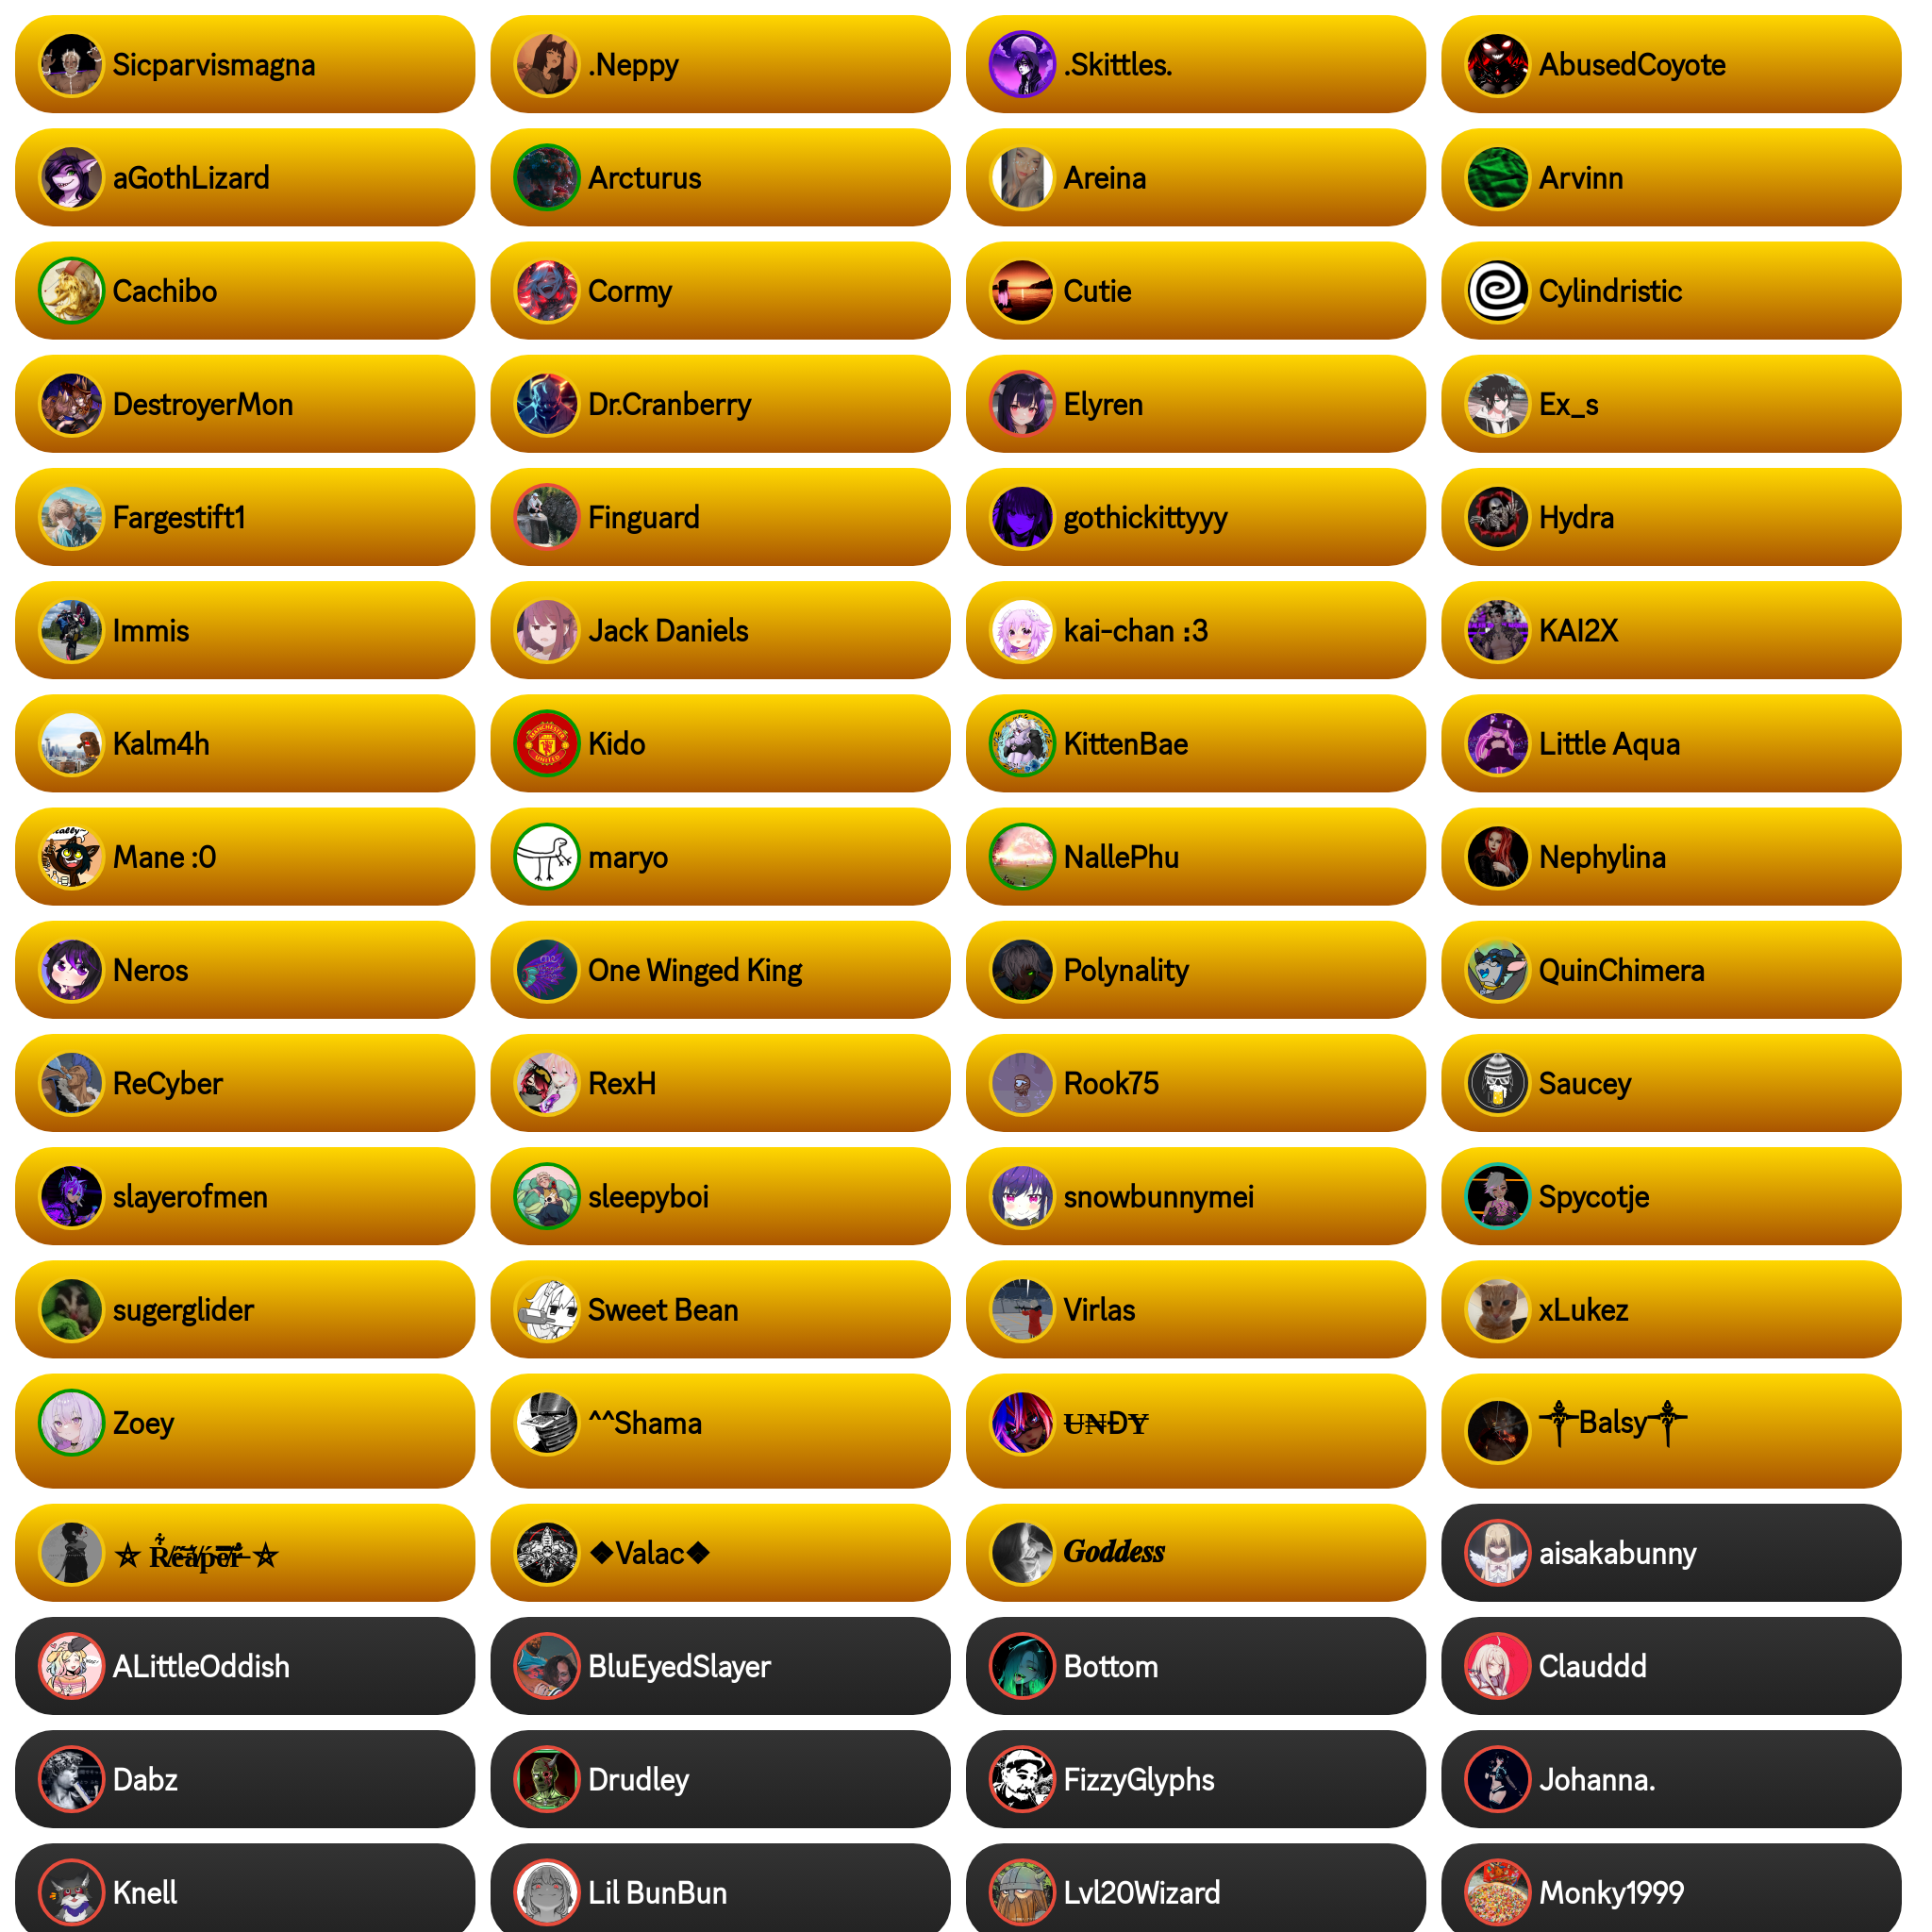 Sicparvismagna
.Neppy
.Skittles.
AbusedCoyote
aGothLizard
Arcturus
Areina
Arvinn
Cachibo
Cormy
Cutie
Cylindristic
DestroyerMon
Dr.Cranberry
Elyren
Ex_s
Fargestift1
Finguard
gothickittyyy
Hydra
Immis
Jack Daniels
kai-chan :3
KAI2X
Kalm4h
Kido
MANCHESTER
UNITED
KittenBae
Little Aqua
Mane :0
maryo
NallePhu
Nephylina
Neros
One Winged King
Polynality
QuinChimera
ReCyber
RexH
Rook75
Saucey
slayerofmen
sleepyboi
snowbunnymei
Spycotje
sugerglider
Sweet Bean
Virlas
xLukez
Zoey
^^Shama
U̶N̶ĐY̶
⸸Balsy⸸
⛤ Reaper ⛤
◆Valac◆
𝑮𝒐𝒅𝒅𝒆𝒔𝒔
aisakabunny
ALittleOddish
BluEyedSlayer
Bottom
Clauddd
Dabz
Drudley
FizzyGlyphs
Johanna.
Knell
Lil BunBun
Lvl20Wizard
Monky1999